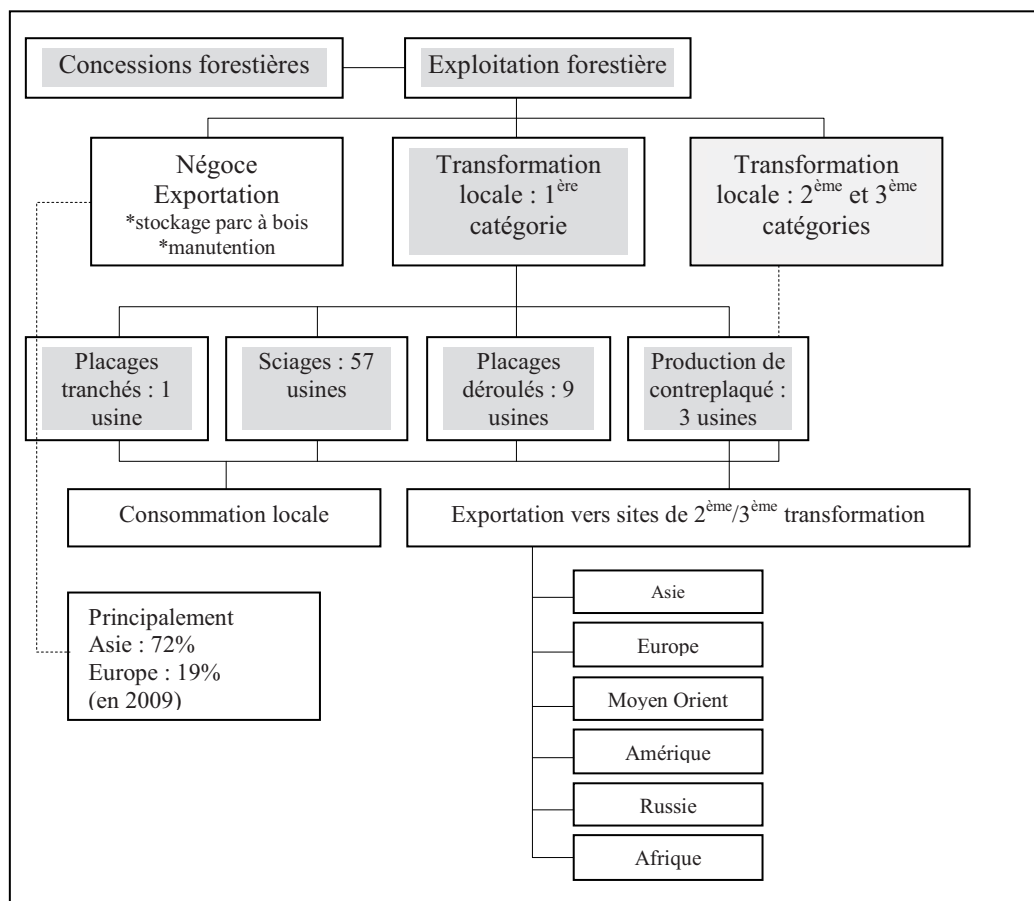 Concessions forestières
Exploitation forestière
Négoce
Exportation
*stockage parc à bois
*manutention
Transformation
locale : 1ère
catégorie
Transformation
locale : 2ème et 3ème
catégories
Placages
tranchés : 1
usine
Sciages : 57
usines
Placages
déroulés : 9
usines
Production de
contreplaqué :
3 usines
Consommation locale
Exportation vers sites de 2ème/3ème transformation
Principalement
Asie : 72%
Europe : 19%
(en 2009)
Asie
Europe
Moyen Orient
Amérique
Russie
Afrique